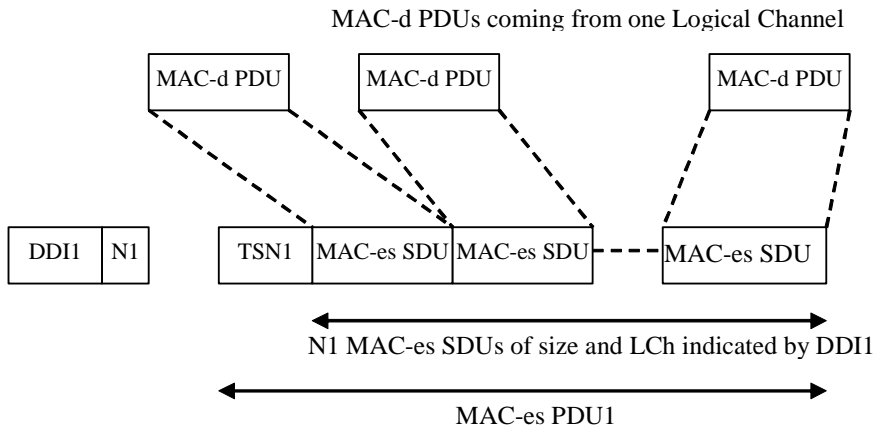 MAC-d PDUs coming from one Logical Channel
MAC-d PDU MAC-d PDU MAC-d PDU
DDI1 N1 TSN1 MAC-es SDU MAC-es SDU MAC-es SDU
N1 MAC-es SDUs of size and LCh indicated by DDI1
MAC-es PDU1